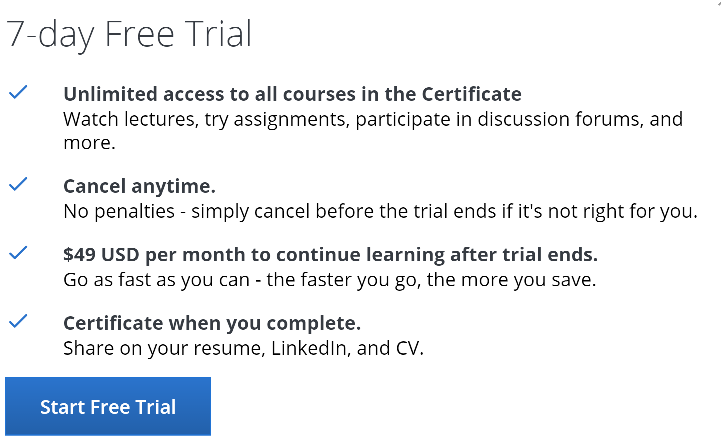 7-day Free Trial
Unlimited access to all courses in the Certificate
Watch lectures, try assignments, participate in discussion forums, and
more.
Cancel anytime.
No penalties - simply cancel before the trial ends if it's not right for you.
$49 USD per month to continue learning after trial ends.
Go as fast as you can - the faster you go, the more you save.
Certificate when you complete.
Share on your resume, LinkedIn, and CV.
Start Free Trial